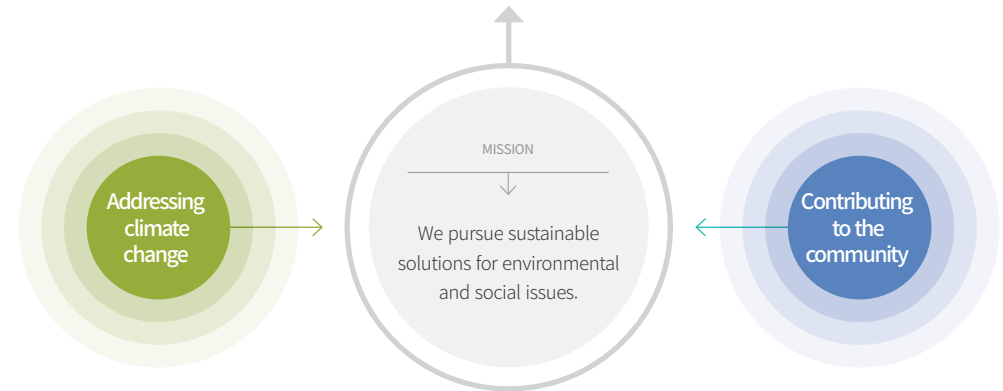 Addressing
climate
change
MISSION
We pursue sustainable
solutions for environmental
and social issues.
Contributing
to the
community